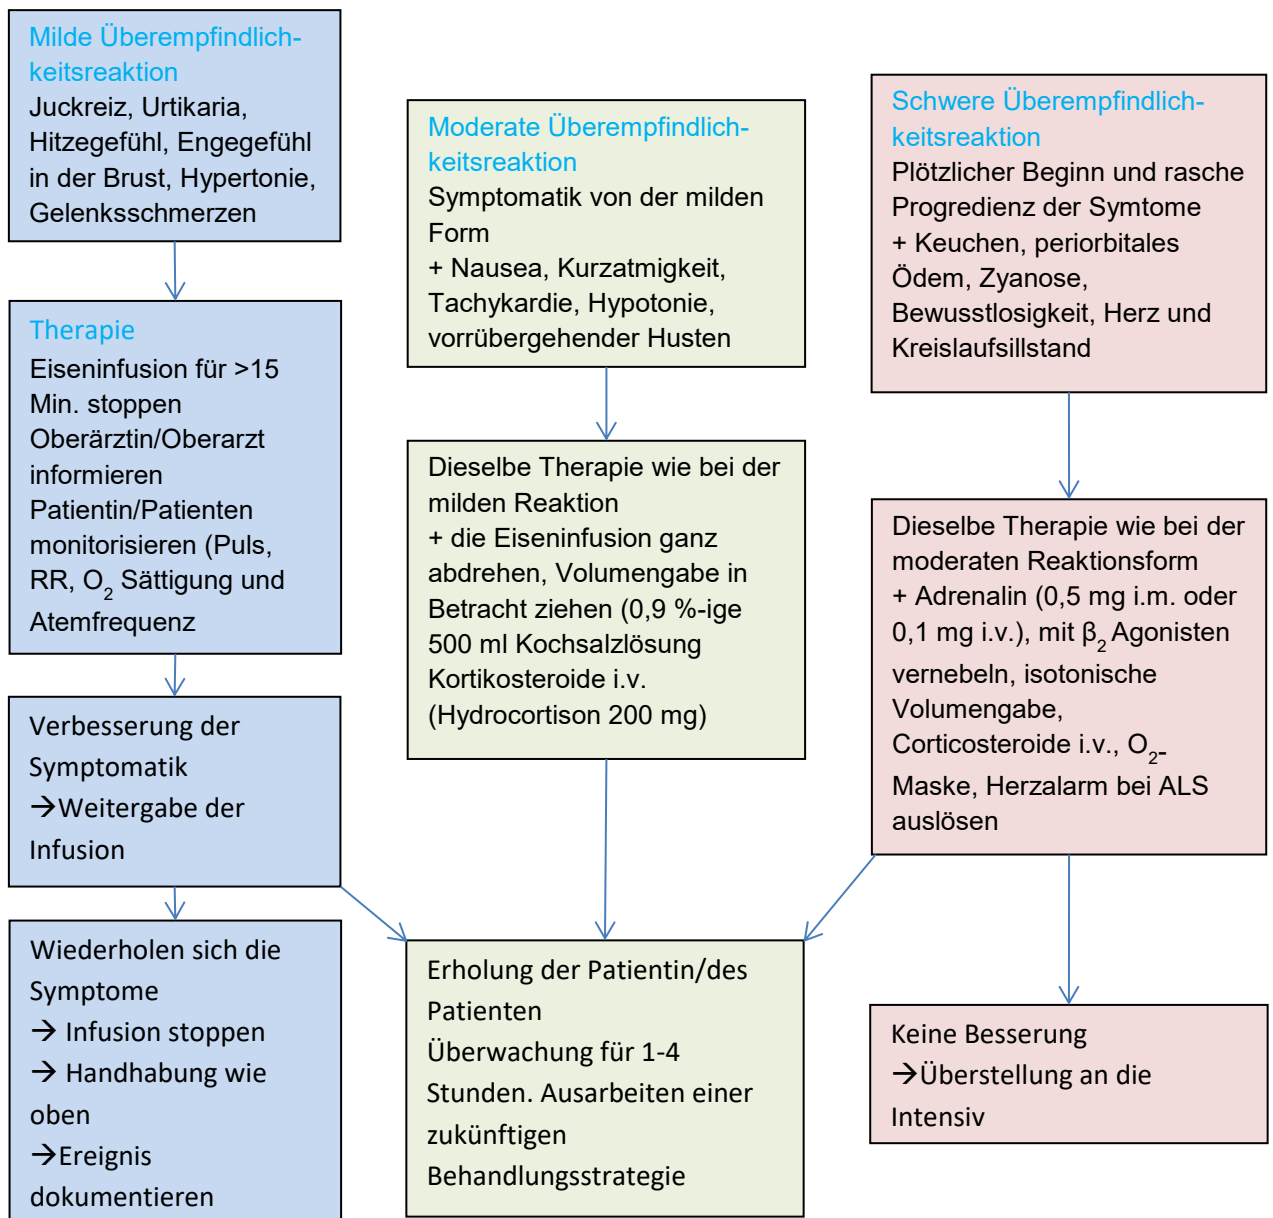 Milde Überempfindlich-
keitsreaktion
Juckreiz, Urtikaria,
Hitzegefühl, Engegefühl
in der Brust, Hypertonie,
Gelenksschmerzen
Therapie
Eiseninfusion für >15
Min. stoppen
Oberärztin/Oberarzt
informieren
Patientin/Patienten
monitorisieren (Puls,
RR, O₂ Sättigung und
Atemfrequenz
Verbesserung der
Symptomatik
→Weitergabe der
Infusion
Wiederholen sich die
Symptome
→ Infusion stoppen
→ Handhabung wie
oben
→Ereignis
dokumentieren
Moderate Überempfindlich-
keitsreaktion
Symptomatik von der milden
Form
+ Nausea, Kurzatmigkeit,
Tachykardie, Hypotonie,
vorrübergehender Husten
Dieselbe Therapie wie bei der
milden Reaktion
+ die Eiseninfusion ganz
abdrehen, Volumengabe in
Betracht ziehen (0,9 %-ige
500 ml Kochsalzlösung
Kortikosteroide i.v.
(Hydrocortison 200 mg)
Erholung der Patientin/des
Patienten
Überwachung für 1-4
Stunden. Ausarbeiten einer
zukünftigen
Behandlungsstrategie
Schwere Überempfindlich-
keitsreaktion
Plötzlicher Beginn und rasche
Progredienz der Symtome
+ Keuchen, periorbitales
Ödem, Zyanose,
Bewusstlosigkeit, Herz und
Kreislaufsillstand
Dieselbe Therapie wie bei der
moderaten Reaktionsform
+ Adrenalin (0,5 mg i.m. oder
0,1 mg i.v.), mit β₂ Agonisten
vernebeln, isotonische
Volumengabe,
Corticosteroide i.v., O₂-
Maske, Herzalarm bei ALS
auslösen
Keine Besserung
→Überstellung an die
Intensiv